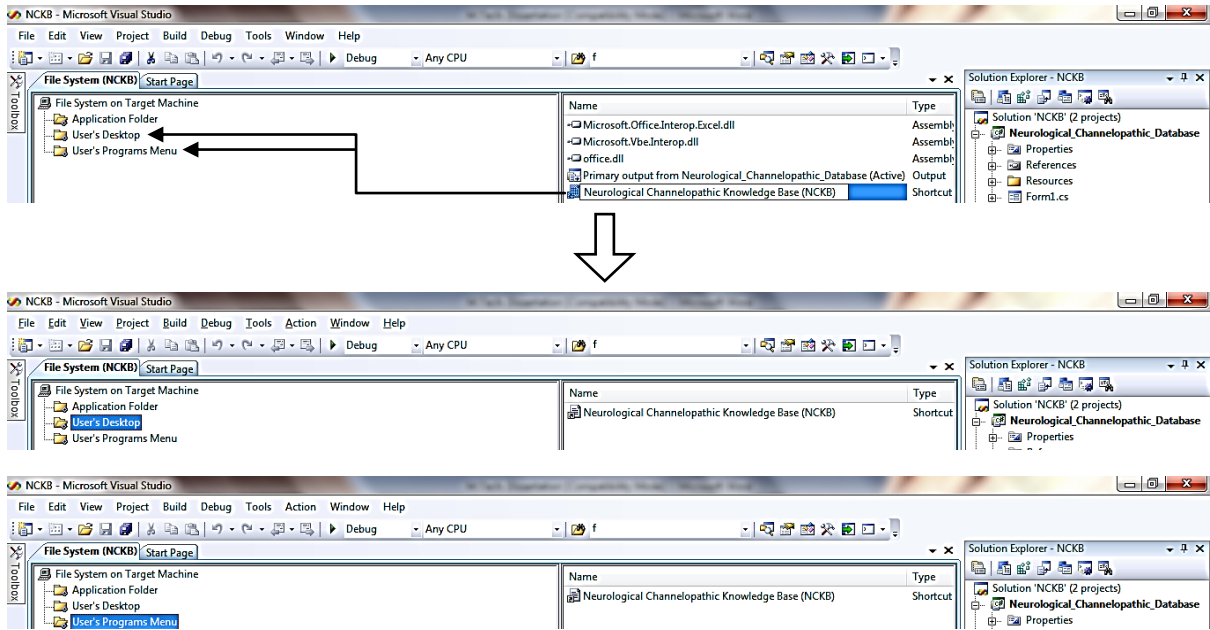 NCKB - Microsoft Visual Studio
File Edit View Project Build Debug Tools Window Help
Debug Any CPU f
File System (NCKB) Start Page
Toolbox
File System on Target Machine
Application Folder
User's Desktop
User's Programs Menu
Name Type
Microsoft.Office.Interop.Excel.dll Assembly
Microsoft.Vbe.Interop.dll Assembly
office.dll Assembly
Primary output from Neurological_Channelopathic_Database (Active) Output
Neurological Channelopathic Knowledge Base (NCKB) Shortcut
Solution Explorer - NCKB
Solution 'NCKB' (2 projects)
Neurological_Channelopathic_Database
Properties
References
Resources
Form1.cs
NCKB - Microsoft Visual Studio
File Edit View Project Build Debug Tools Action Window Help
Debug Any CPU f
File System (NCKB) Start Page
Toolbox
File System on Target Machine
Application Folder
User's Desktop
User's Programs Menu
Name Type
Neurological Channelopathic Knowledge Base (NCKB) Shortcut
Solution Explorer - NCKB
Solution 'NCKB' (2 projects)
Neurological_Channelopathic_Database
Properties
NCKB - Microsoft Visual Studio
File Edit View Project Build Debug Tools Action Window Help
Debug Any CPU f
File System (NCKB) Start Page
Toolbox
File System on Target Machine
Application Folder
User's Desktop
User's Programs Menu
Name Type
Neurological Channelopathic Knowledge Base (NCKB) Shortcut
Solution Explorer - NCKB
Solution 'NCKB' (2 projects)
Neurological_Channelopathic_Database
Properties